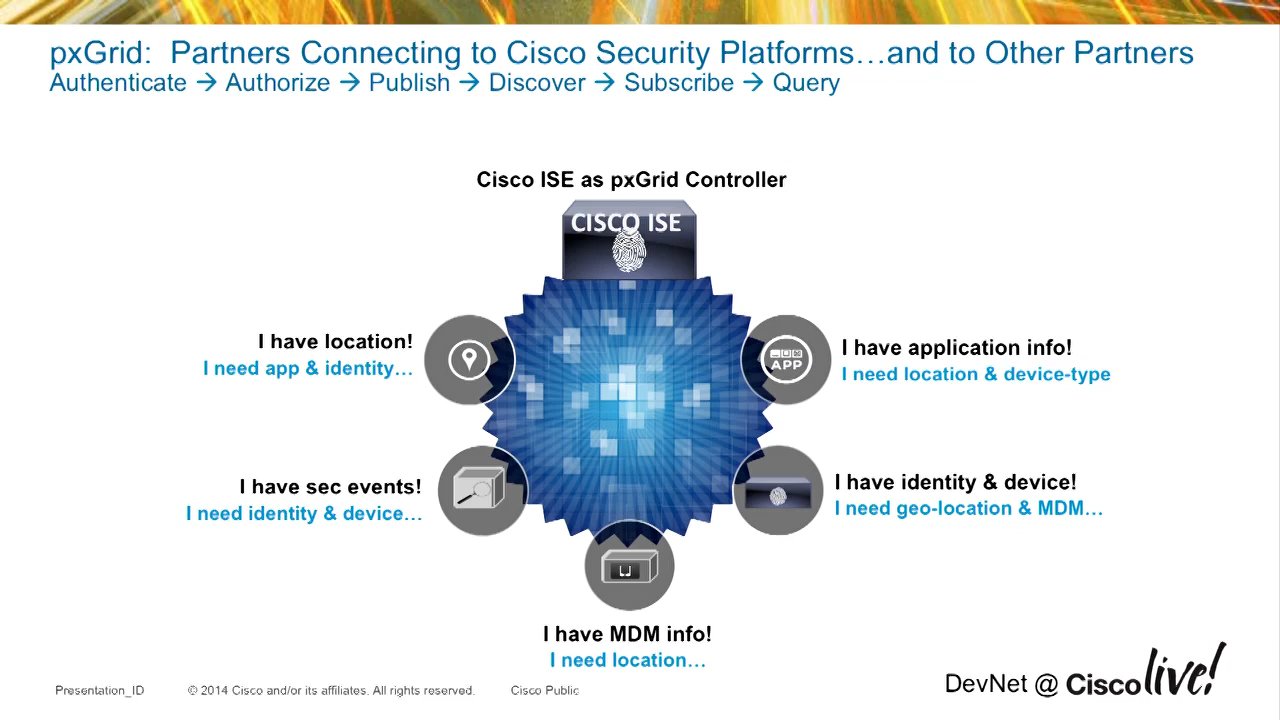 pxGrid: Partners Connecting to Cisco Security Platforms…and to Other Partners
Authenticate → Authorize → Publish → Discover → Subscribe → Query
Cisco ISE as pxGrid Controller
CISCO ISE
I have location!
I need app & identity…
APP
I have application info!
I need location & device-type
I have sec events!
I need identity & device…
I have identity & device!
I need geo-location & MDM…
I have MDM info!
I need location…
Presentation_ID © 2014 Cisco and/or its affiliates. All rights reserved. Cisco Public
DevNet @ Cisco live!